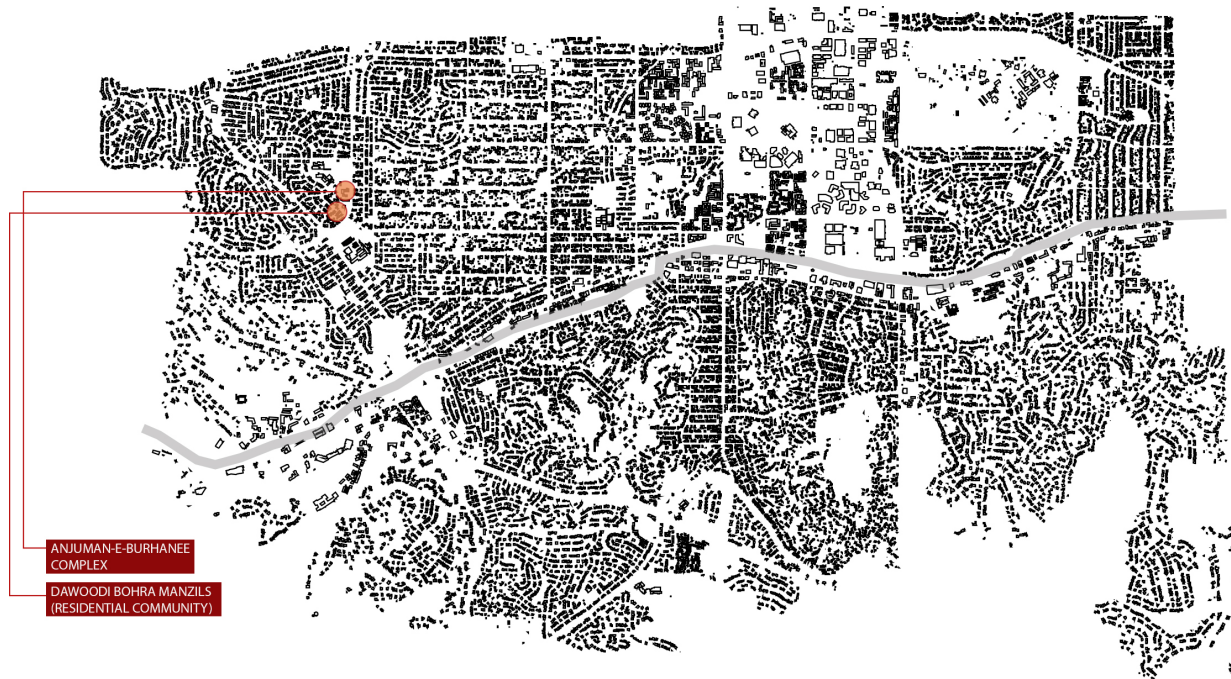 ANJUMAN-E-BURHANEE
COMPLEX
DAWOODI BOHRA MANZILS
(RESIDENTIAL COMMUNITY)